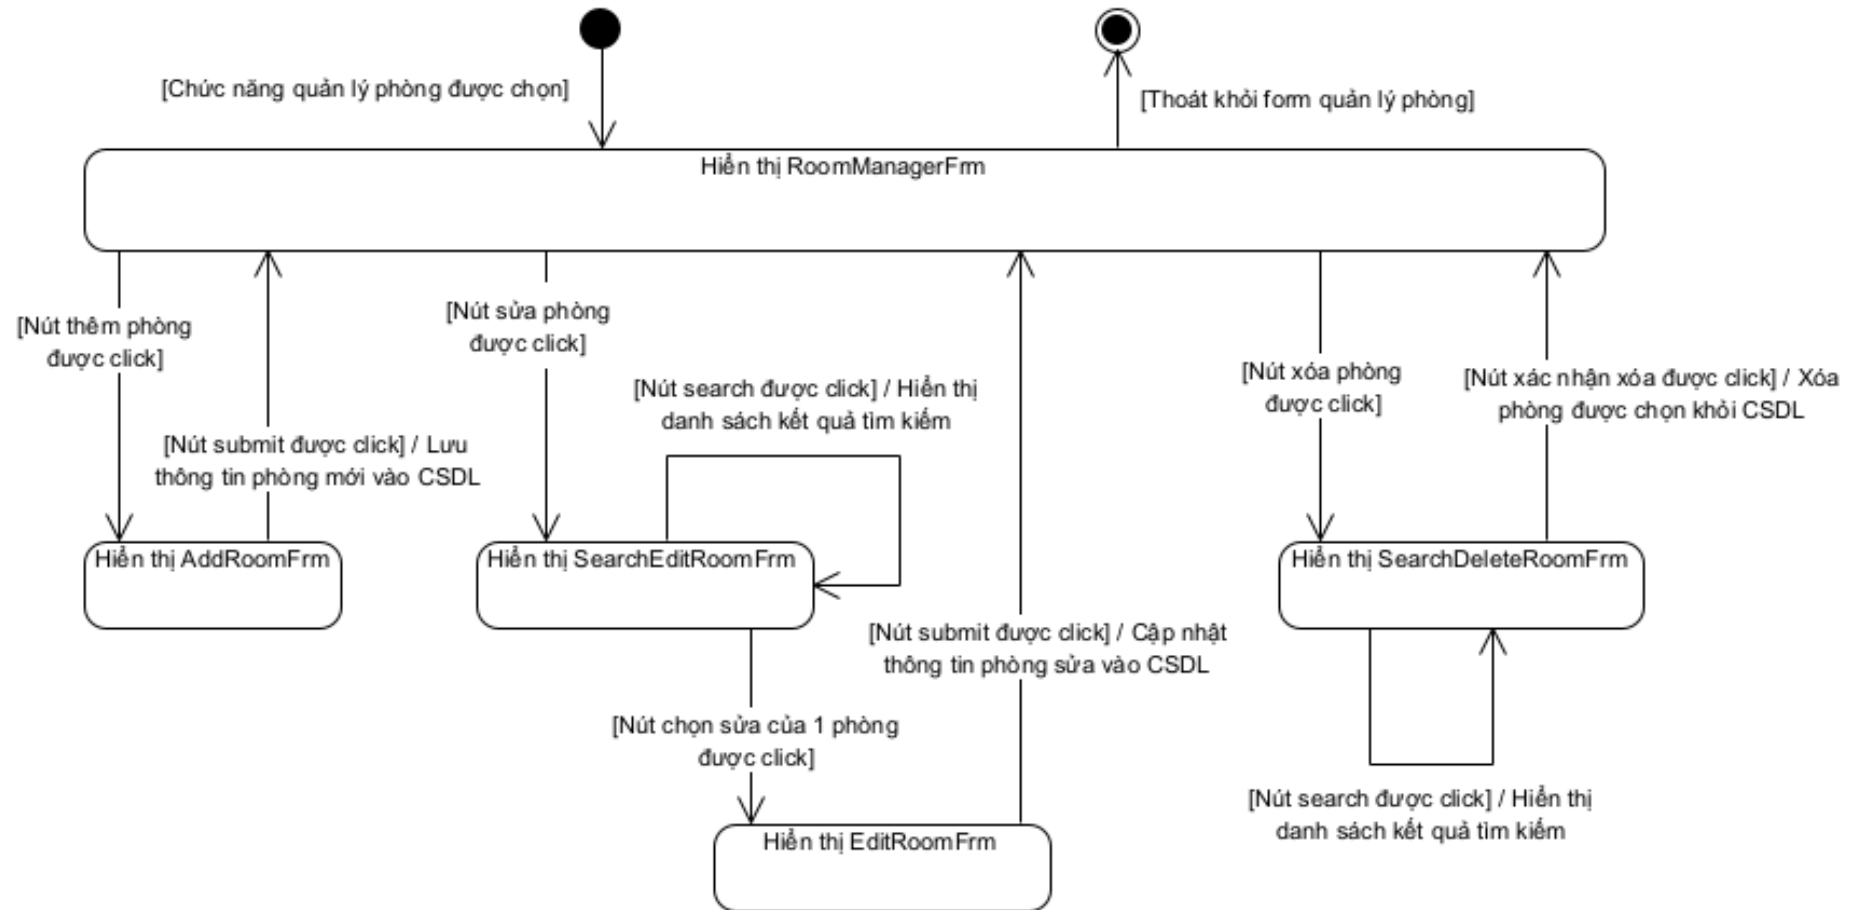 [Chức năng quản lý phòng được chọn]
[Thoát khỏi form quản lý phòng]
Hiển thị RoomManagerFrm
[Nút thêm phòng
được click]
[Nút submit được click] / Lưu
thông tin phòng mới vào CSDL
[Nút sửa phòng
được click]
[Nút search được click] / Hiển thị
danh sách kết quả tìm kiếm
[Nút xóa phòng
được click]
[Nút xác nhận xóa được click] / Xóa
phòng được chọn khỏi CSDL
Hiển thị AddRoomFrm
Hiển thị SearchEditRoomFrm
Hiển thị SearchDeleteRoomFrm
[Nút submit được click] / Cập nhật
thông tin phòng sửa vào CSDL
[Nút chọn sửa của 1 phòng
được click]
[Nút search được click] / Hiển thị
danh sách kết quả tìm kiếm
Hiển thị EditRoomFrm